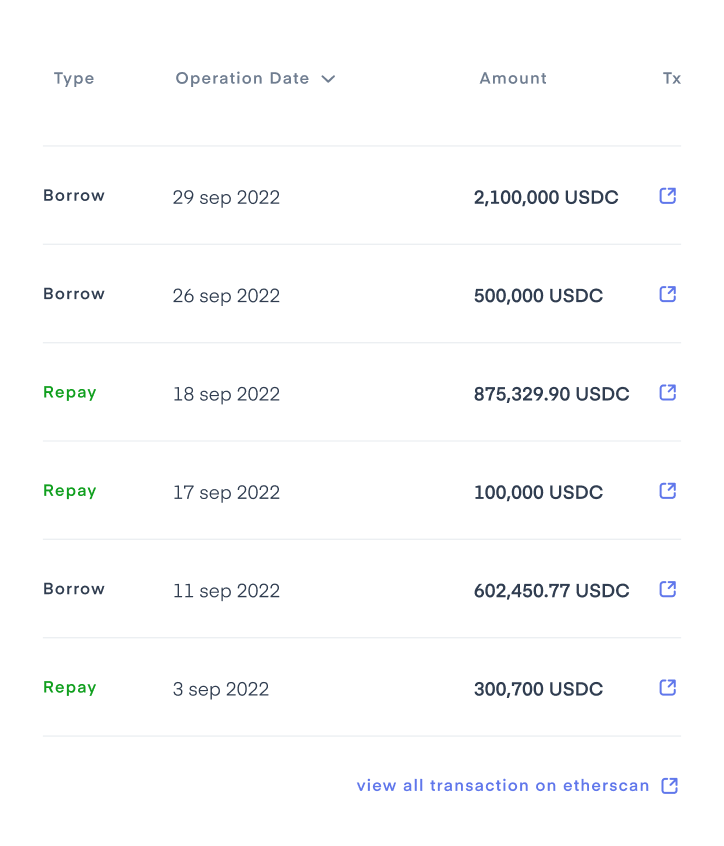 Type Operation Date Amount Tx
Borrow 29 sep 2022 2,100,000 USDC
Borrow 26 sep 2022 500,000 USDC
Repay 18 sep 2022 875,329.90 USDC
Repay 17 sep 2022 100,000 USDC
Borrow 11 sep 2022 602,450.77 USDC
Repay 3 sep 2022 300,700 USDC
view all transaction on etherscan